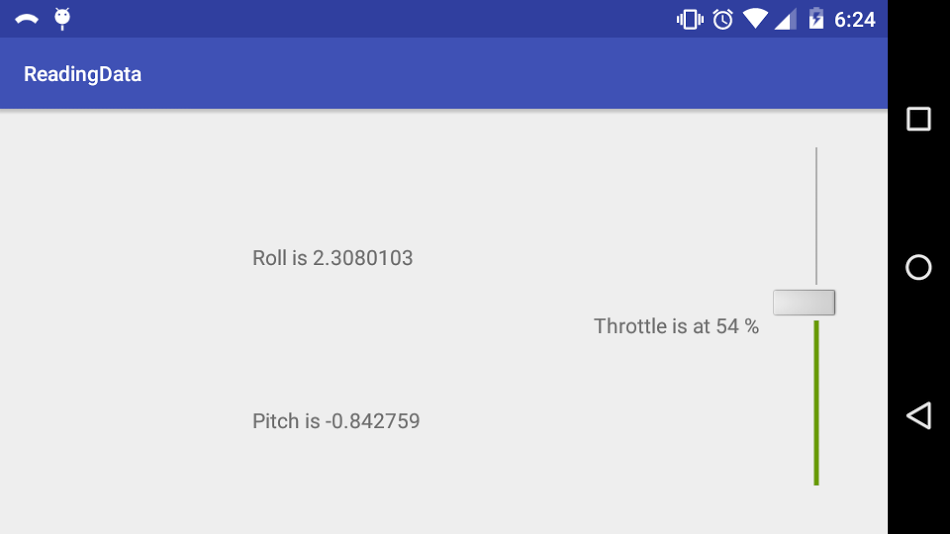 6:24
ReadingData
Roll is 2.3080103
Throttle is at 54 %
Pitch is -0.842759